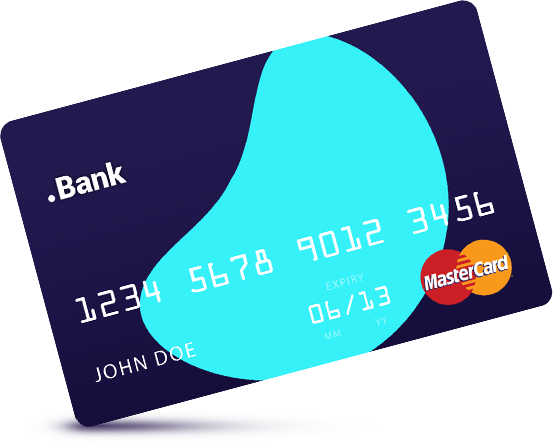 .Bank
1234 5678 9012 3456
EXPIRY
06/13
MM YY
MasterCard
JOHN DOE